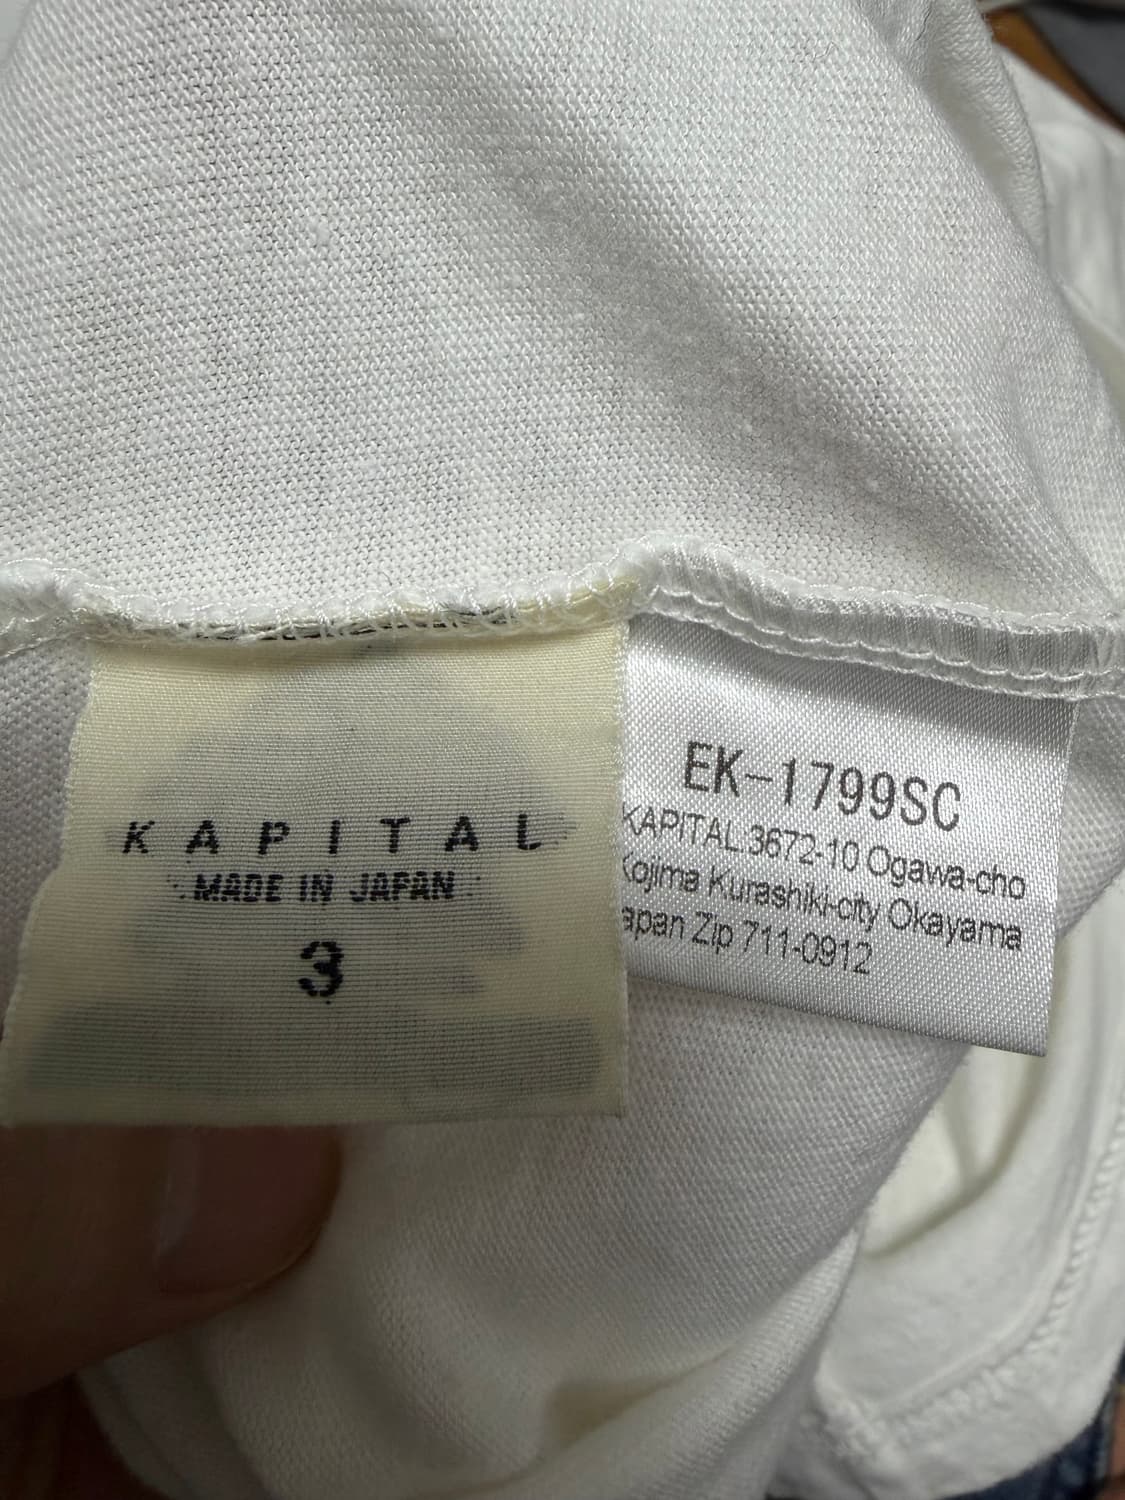 KAPITAL
MADE IN JAPAN
3
EK-1799SC
KAPITAL 3672-10 Ogawa-cho
Kojima Kurashiki-city Okayama
apan Zip 711-0912